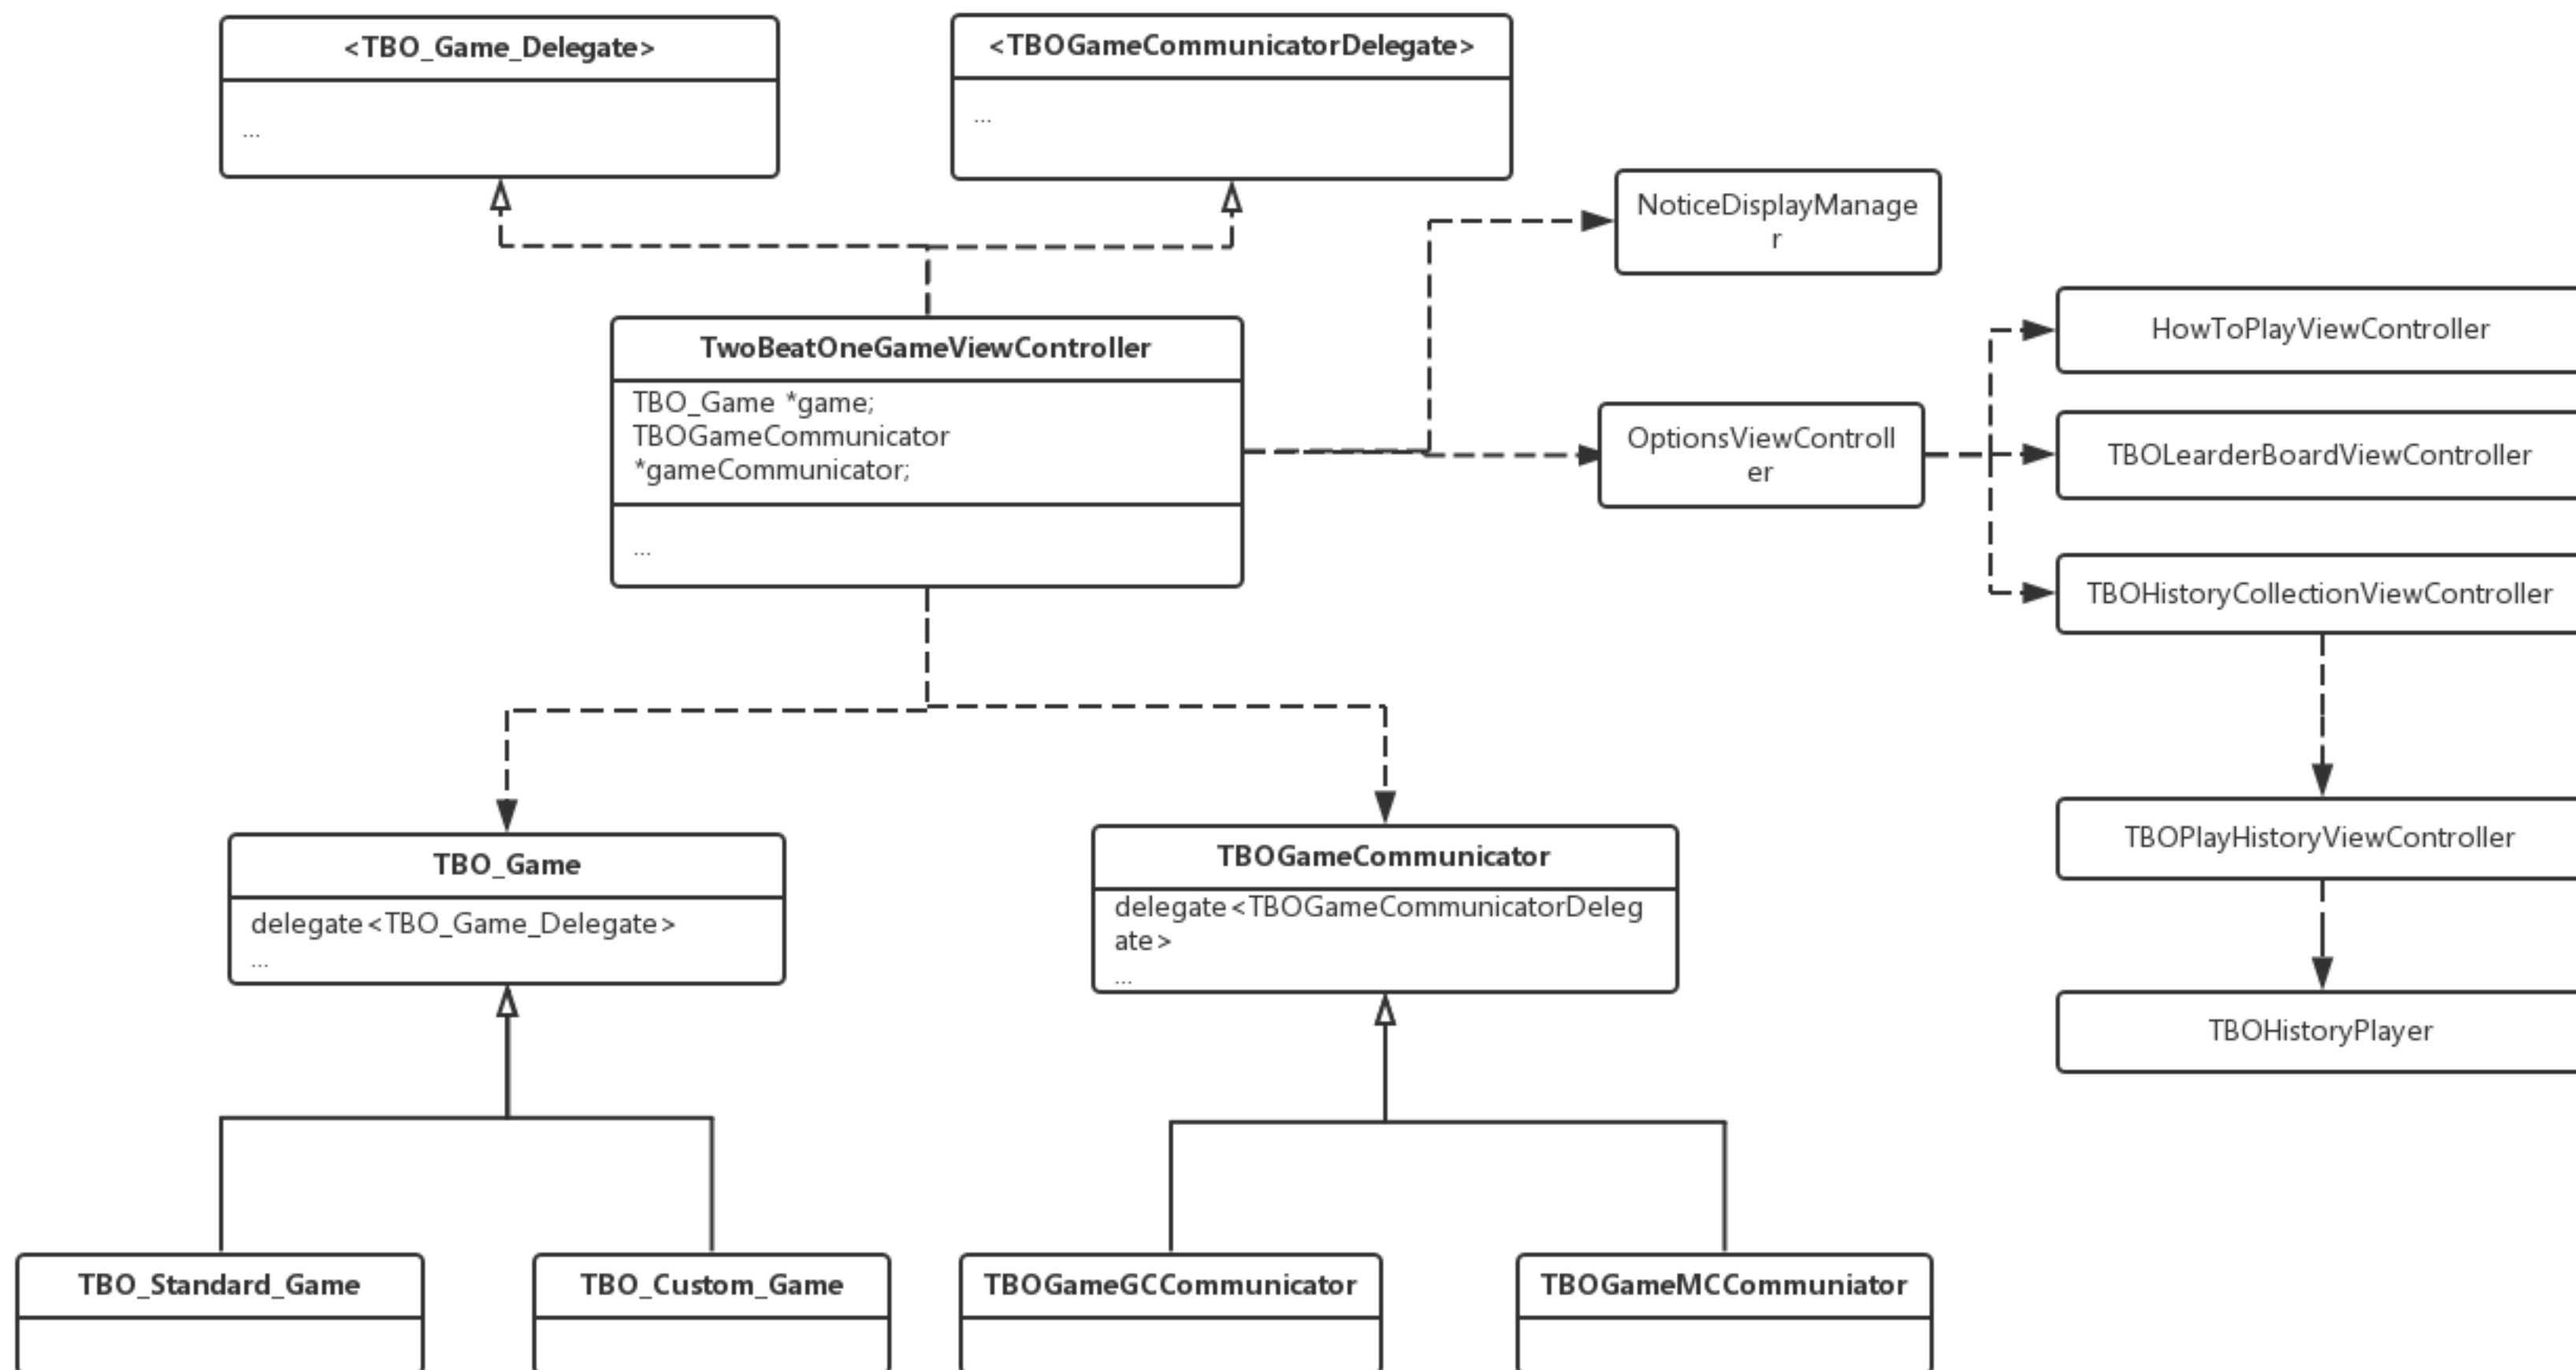 <TBO_Game_Delegate>
...
<TBOGameCommunicatorDelegate>
...
NoticeDisplayManage
r
TwoBeatOneGameViewController
TBO_Game *game;
TBOGameCommunicator
*gameCommunicator;
...
OptionsViewControll
er
HowToPlayViewController
TBOLearderBoardViewController
TBOHistoryCollectionViewController
TBOPlayHistoryViewController
TBOHistoryPlayer
TBO_Game
delegate<TBO_Game_Delegate>
...
TBOGameCommunicator
delegate<TBOGameCommunicatorDeleg
ate>
...
TBO_Standard_Game
TBO_Custom_Game
TBOGameGCCommunicator
TBOGameMCCommuniator